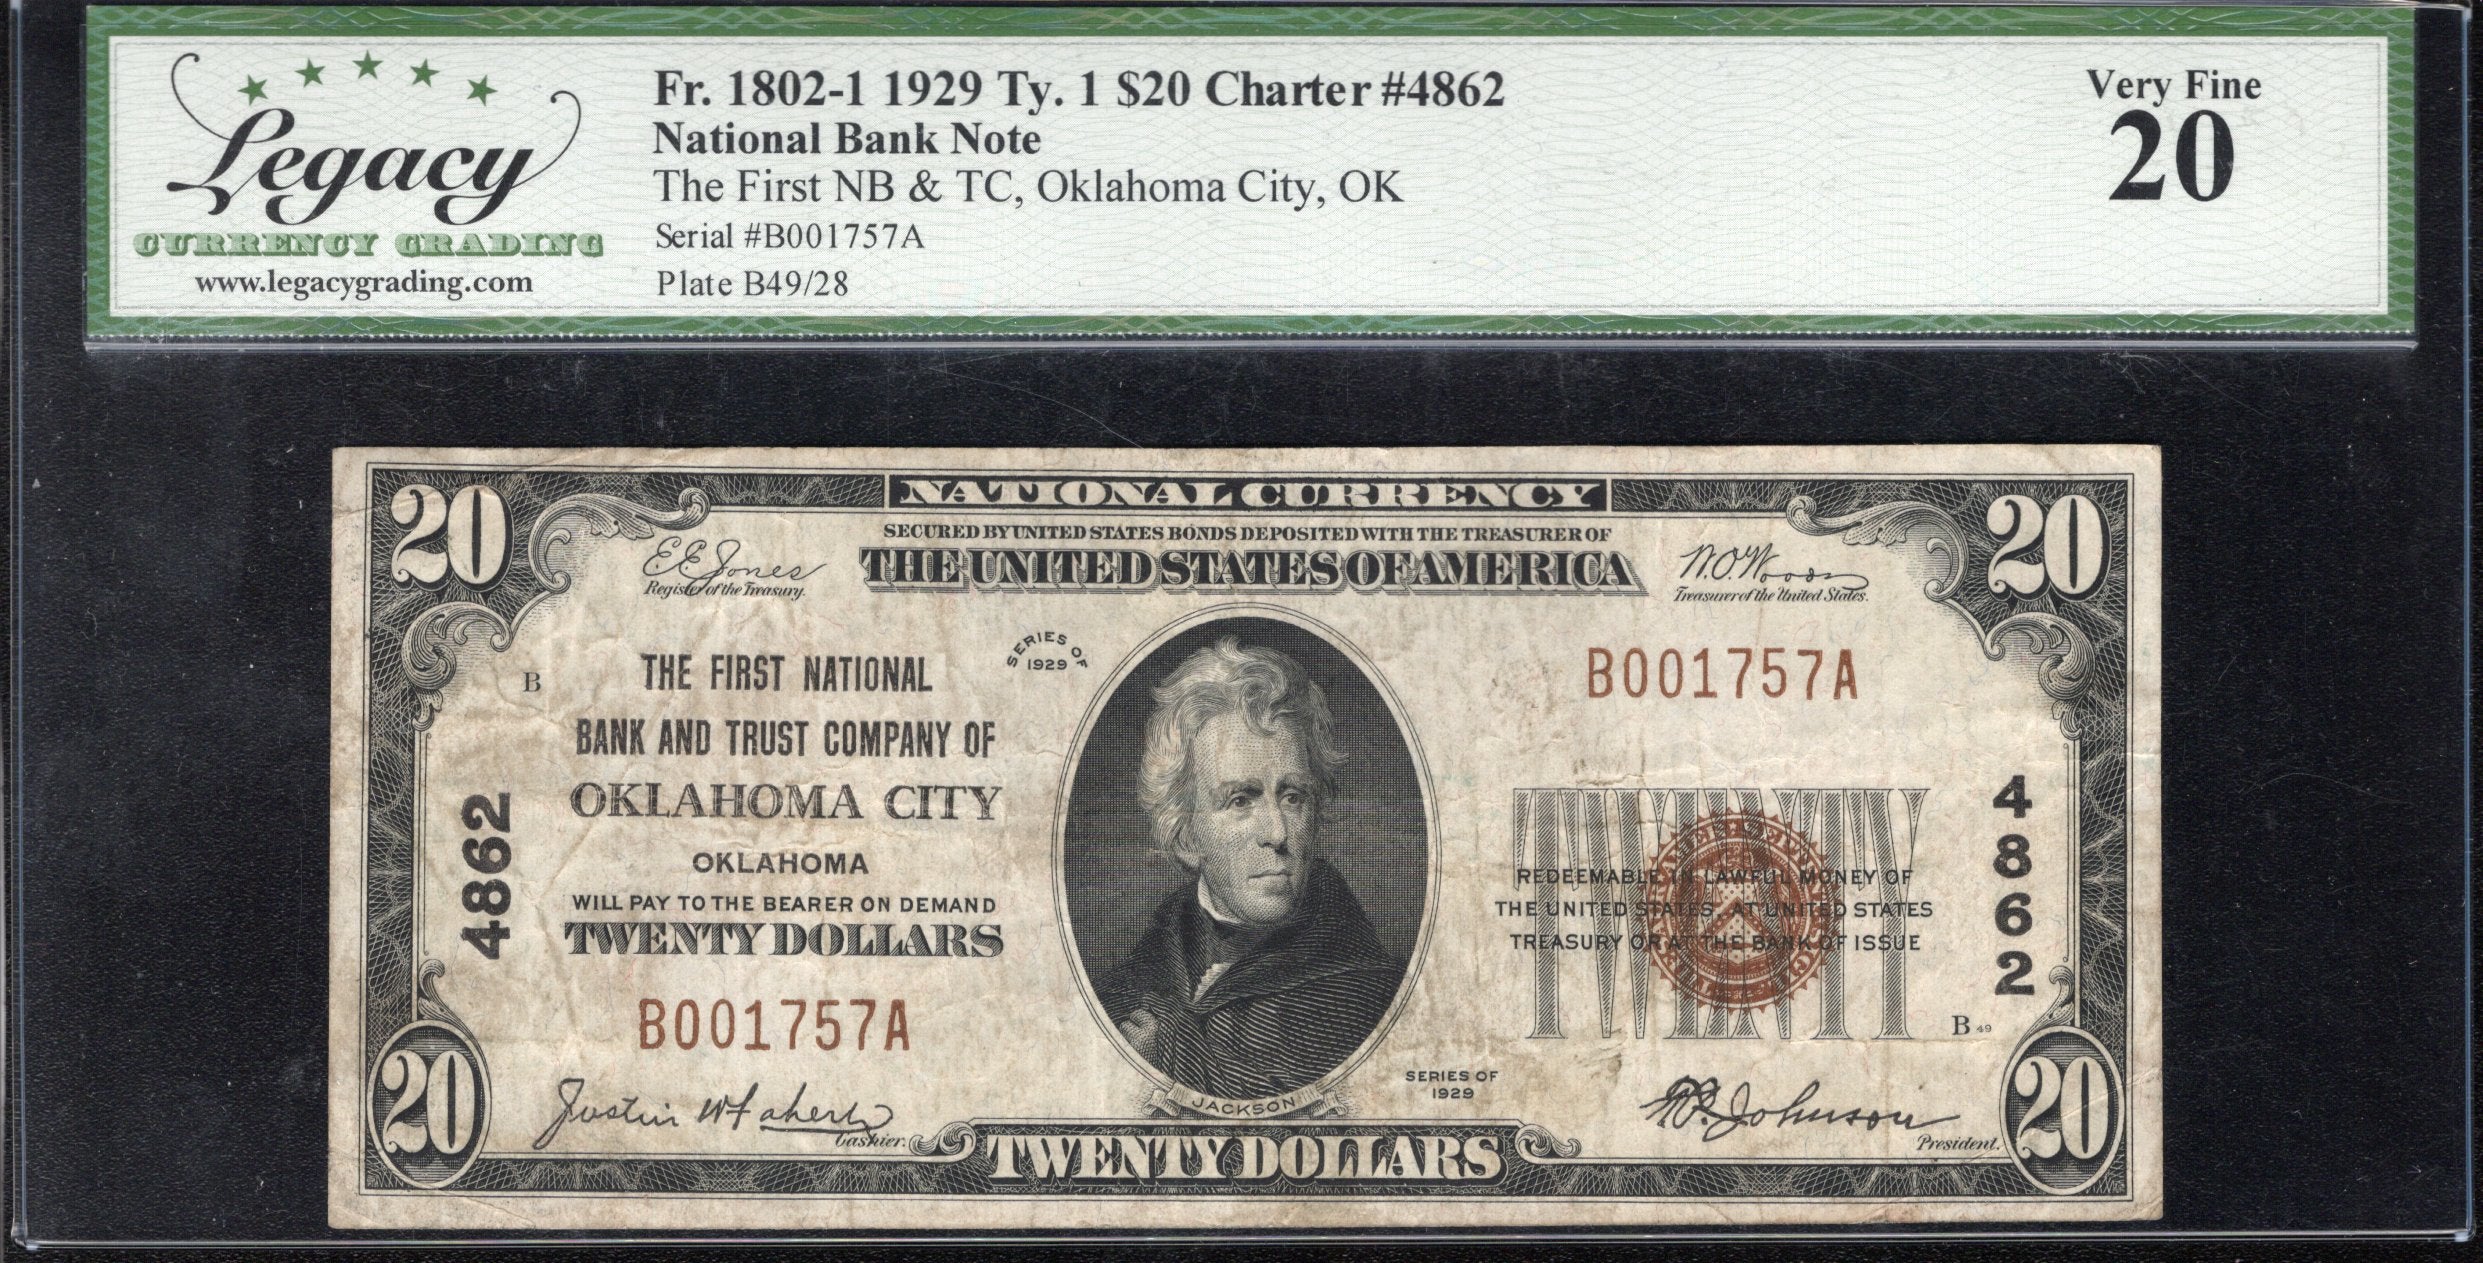 Legacy
CURRENCY GRADING
www.legacygrading.com
Fr. 1802-1 1929 Ty. 1 $20 Charter #4862
National Bank Note
The First NB & TC, Oklahoma City, OK
Serial #B001757A
Plate B49/28
Very Fine
20
20
NATIONAL CURRENCY
20
SECURED BY UNITED STATES BONDS DEPOSITED WITH THE TREASURER OF
THE UNITED STATES OF AMERICA
E E Jones
Register of the Treasury.
W.O. Woods
Treasurer of the United States.
SERIES OF
1929
B
THE FIRST NATIONAL
BANK AND TRUST COMPANY OF
OKLAHOMA CITY
OKLAHOMA
WILL PAY TO THE BEARER ON DEMAND
TWENTY DOLLARS
B001757A
4862
B001757A
TWENTY
REDEEMABLE IN LAWFUL MONEY OF
THE UNITED STATES, AT UNITED STATES
TREASURY OR AT THE BANK OF ISSUE
4862
B 49
JACKSON
SERIES OF
1929
Cashier.
Johnson
President.
20
TWENTY DOLLARS
20